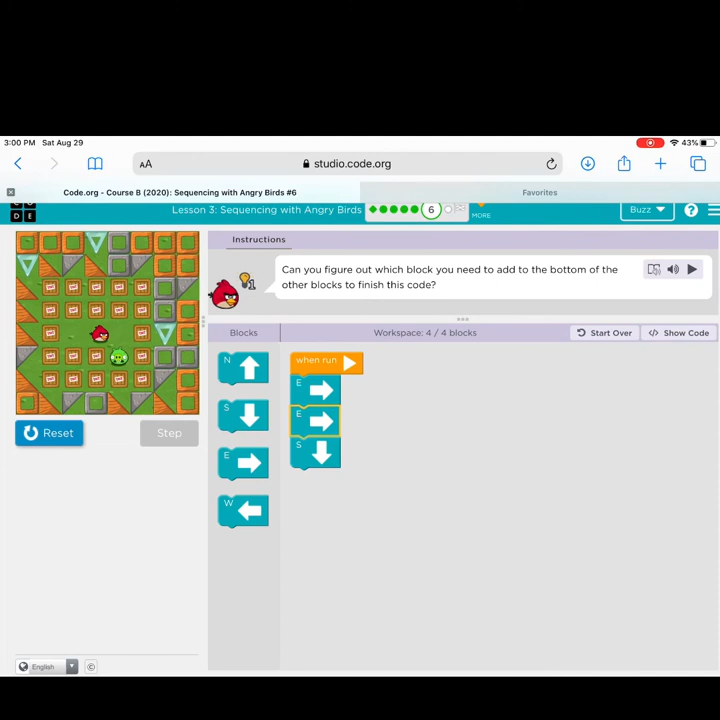 3:00 PM Sat Aug 29
43%
AA
studio.code.org
Code.org - Course B (2020): Sequencing with Angry Birds #6
Favorites
C O
D E
Lesson 3: Sequencing with Angry Birds
6
MORE
Buzz
?
Instructions
1
Can you figure out which block you need to add to the bottom of the
other blocks to finish this code?
Blocks
Workspace: 4 / 4 blocks
Start Over
</> Show Code
N
when run
E
S
E
S
E
W
Reset
Step
English
©